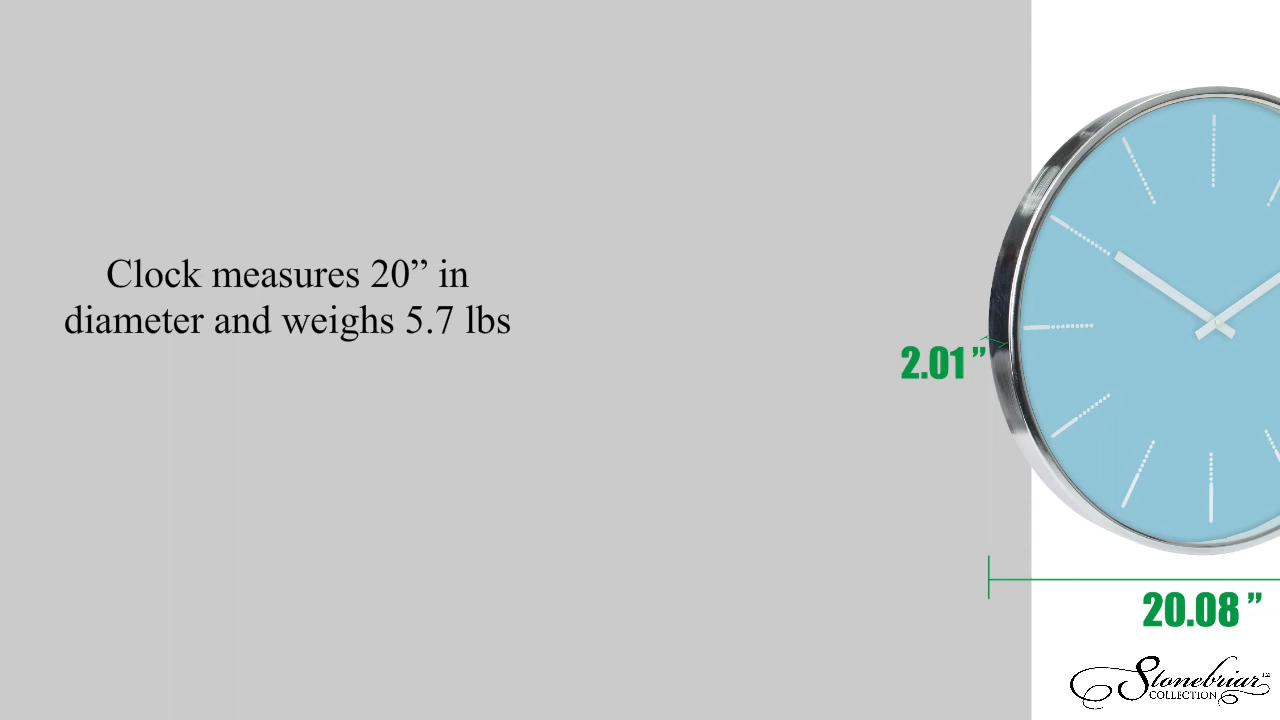 Clock measures 20” in
diameter and weighs 5.7 lbs
2.01”
20.08”
Stonebriar
COLLECTION